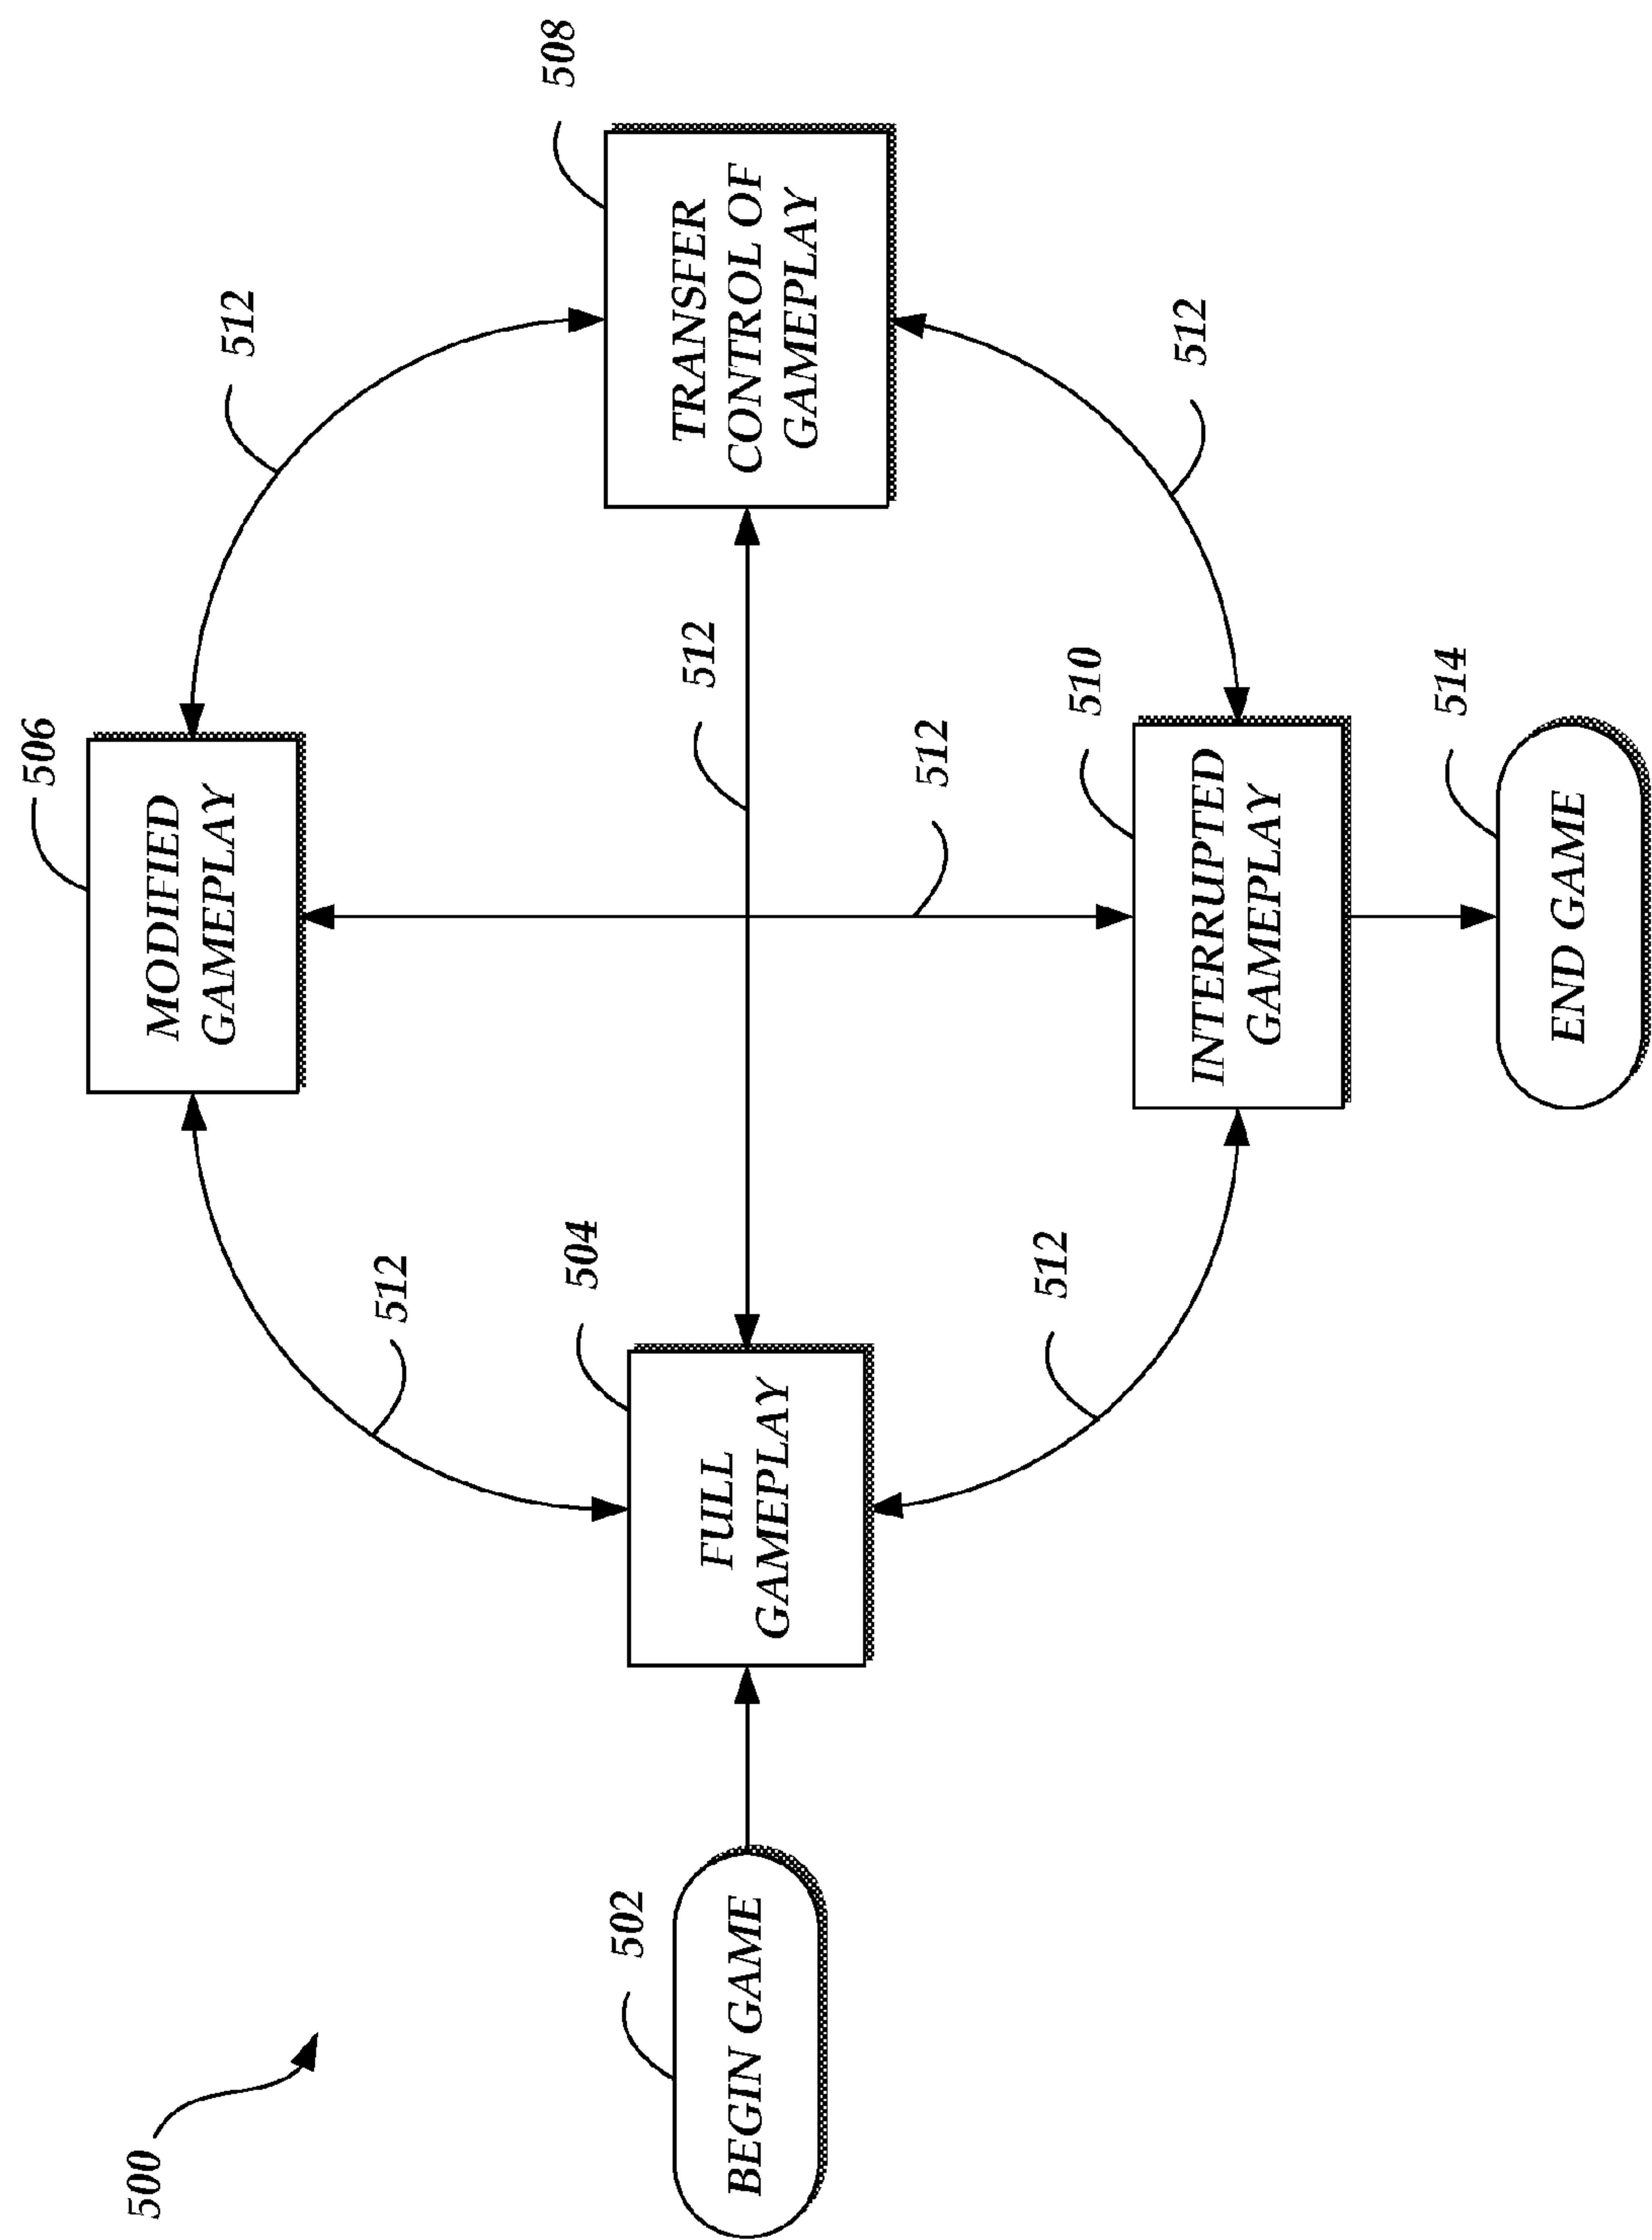 506
500
MODIFIED
GAMEPLAY
512
512
508
504
502
BEGIN GAME
FULL
GAMEPLAY
512
TRANSFER
CONTROL OF
GAMEPLAY
512
512
510
512
INTERRUPTED
GAMEPLAY
514
END GAME